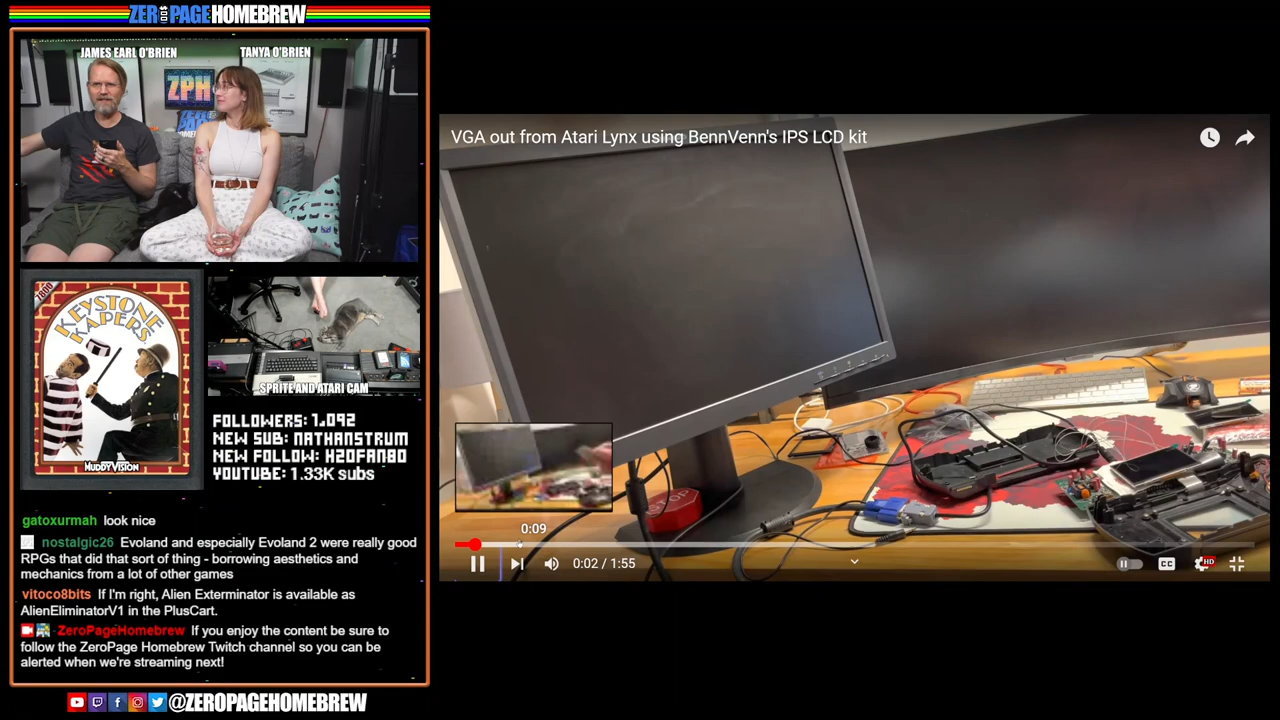 ZEROPAGE HOMEBREW
JAMES EARL O'BRIEN
TANYA O'BRIEN
ZPH
7800
KEYSTONE
KAPERS
MUDDYVISION
SPRITE AND ATARI CAM
FOLLOWERS: 1,092
NEW SUB: NATHANSTRUM
NEW FOLLOW: H2OFAN80
YOUTUBE: 1.33K subs
gatoxurmah look nice
nostalgic26 Evoland and especially Evoland 2 were really good
RPGs that did that sort of thing - borrowing aesthetics and
mechanics from a lot of other games
vitoco8bits If I'm right, Alien Exterminator is available as
AlienEliminatorV1 in the PlusCart.
ZeroPageHomebrew If you enjoy the content be sure to
follow the ZeroPage Homebrew Twitch channel so you can be
alerted when we're streaming next!
@ZEROPAGEHOMEBREW
VGA out from Atari Lynx using BennVenn's IPS LCD kit
STOP
0:09
0:02 / 1:55
CC
HD